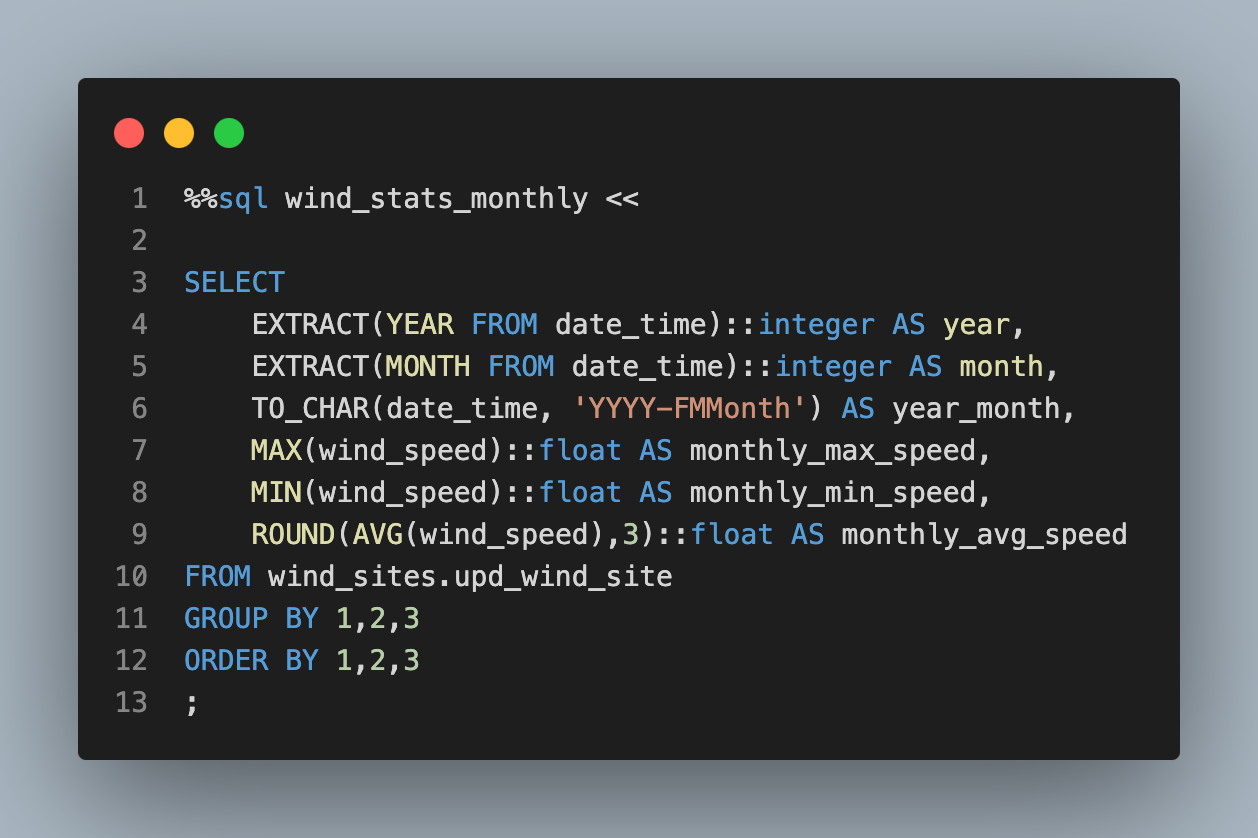 1 %%sql wind_stats_monthly <<
2
3 SELECT
4     EXTRACT(YEAR FROM date_time)::integer AS year,
5     EXTRACT(MONTH FROM date_time)::integer AS month,
6     TO_CHAR(date_time, 'YYYY-FMMonth') AS year_month,
7     MAX(wind_speed)::float AS monthly_max_speed,
8     MIN(wind_speed)::float AS monthly_min_speed,
9     ROUND(AVG(wind_speed),3)::float AS monthly_avg_speed
10 FROM wind_sites.upd_wind_site
11 GROUP BY 1,2,3
12 ORDER BY 1,2,3
13 ;